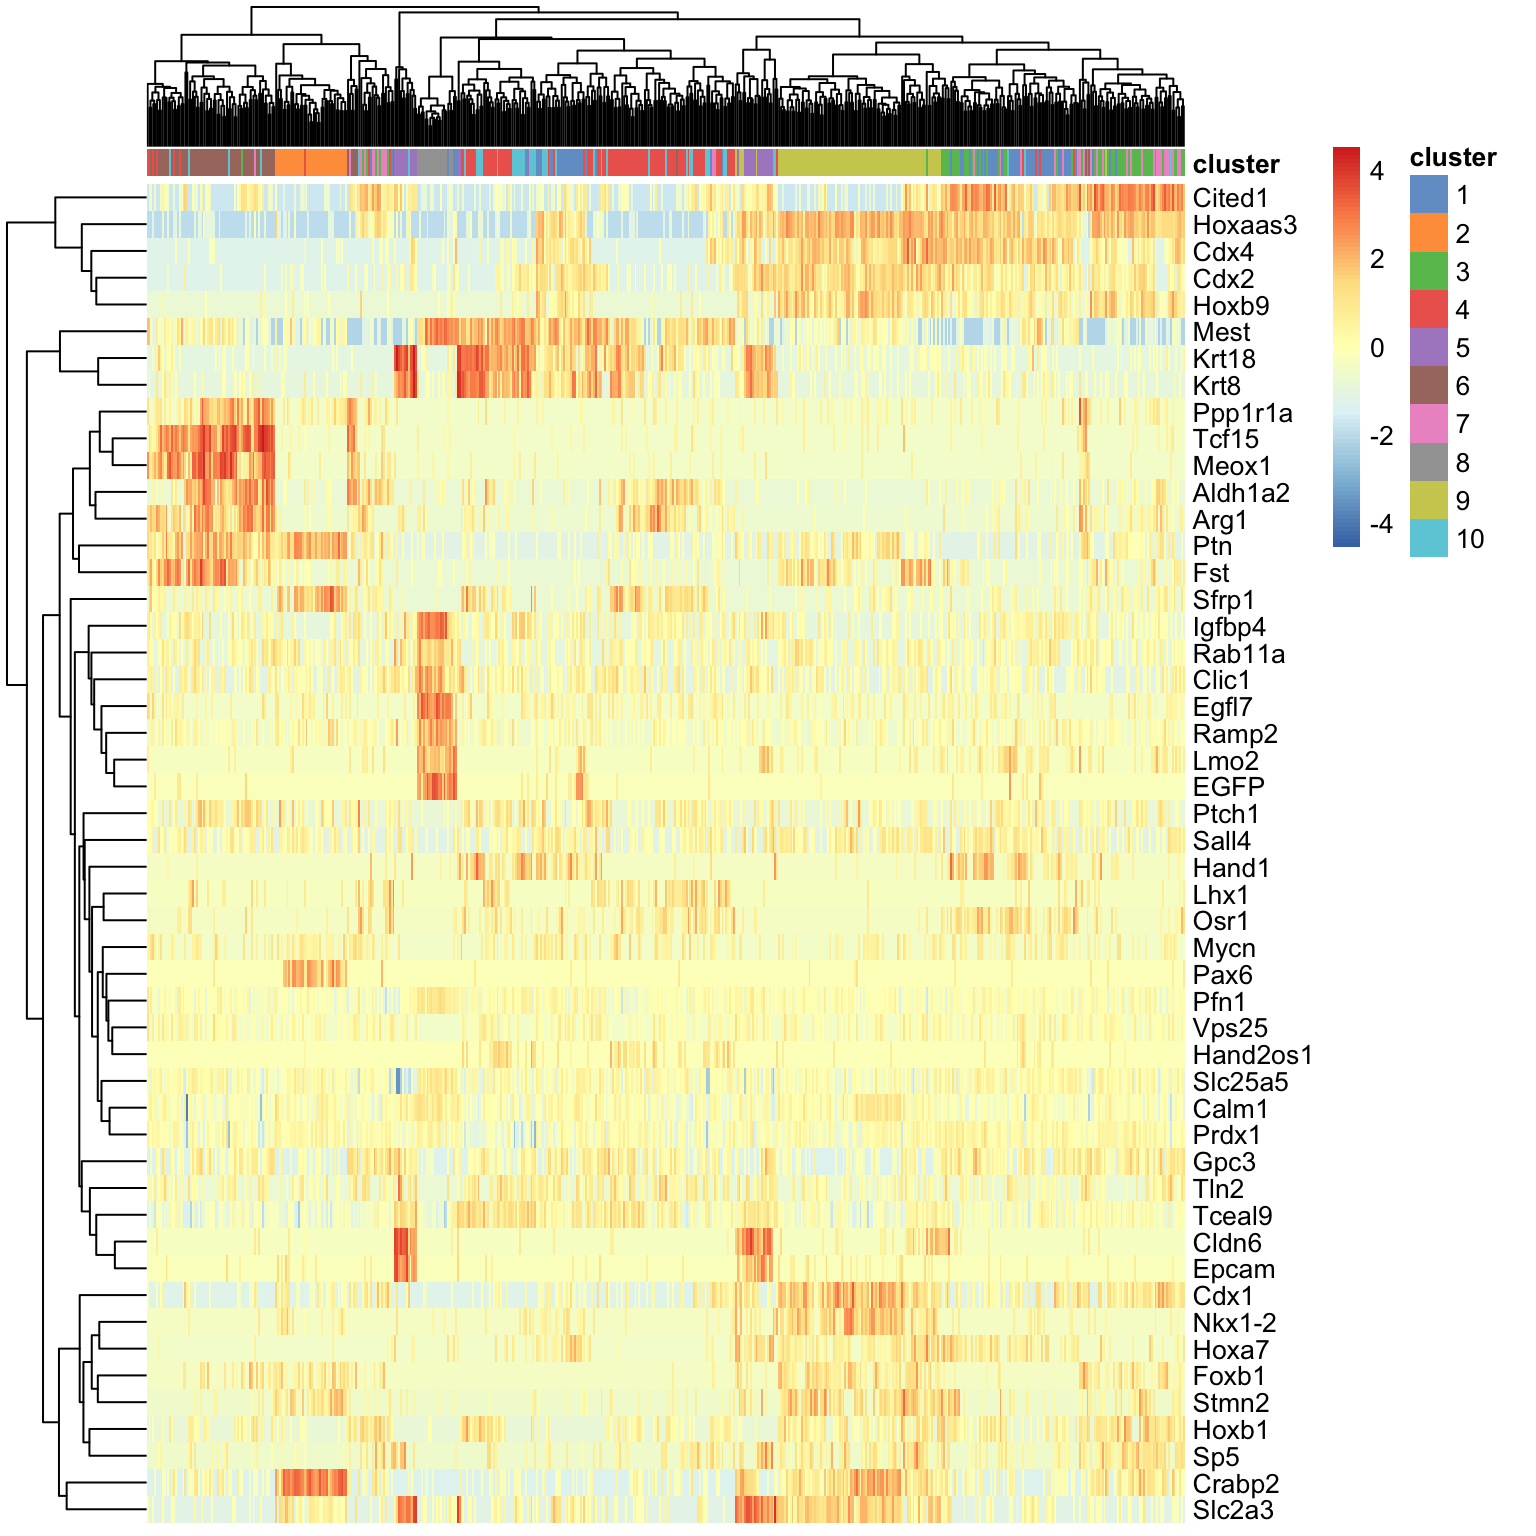 cluster
Cited1
Hoxaas3
Cdx4
Cdx2
Hoxb9
Mest
Krt18
Krt8
Ppp1r1a
Tcf15
Meox1
Aldh1a2
Arg1
Ptn
Fst
Sfrp1
Igfbp4
Rab11a
Clic1
Egfl7
Ramp2
Lmo2
EGFP
Ptch1
Sall4
Hand1
Lhx1
Osr1
Mycn
Pax6
Pfn1
Vps25
Hand2os1
Slc25a5
Calm1
Prdx1
Gpc3
Tln2
Tceal9
Cldn6
Epcam
Cdx1
Nkx1-2
Hoxa7
Foxb1
Stmn2
Hoxb1
Sp5
Crabp2
Slc2a3
4
2
0
-2
-4
cluster
1
2
3
4
5
6
7
8
9
10